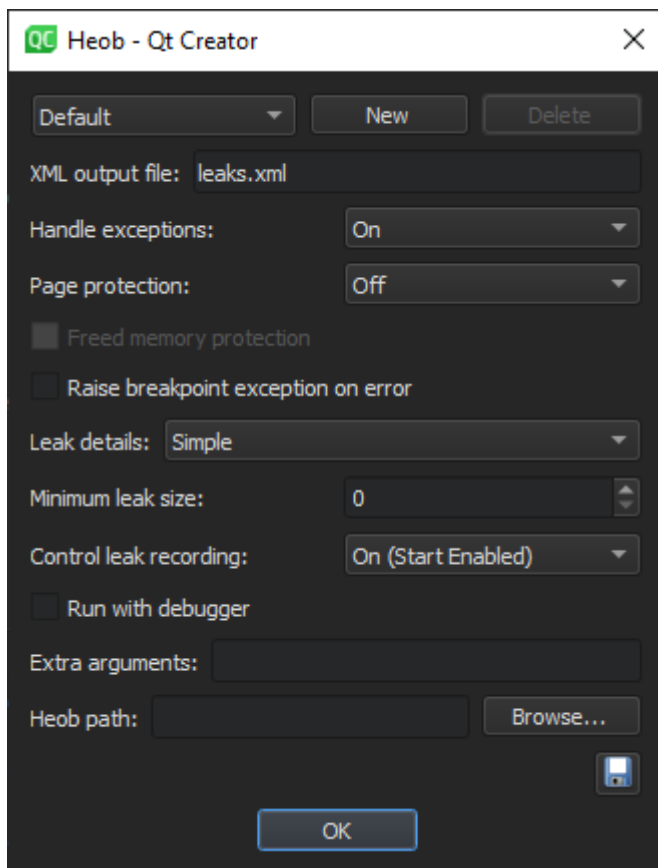 QC Heob - Qt Creator
Default New Delete
XML output file: leaks.xml
Handle exceptions: On
Page protection: Off
Freed memory protection
Raise breakpoint exception on error
Leak details: Simple
Minimum leak size: 0
Control leak recording: On (Start Enabled)
Run with debugger
Extra arguments:
Heob path: Browse...
OK